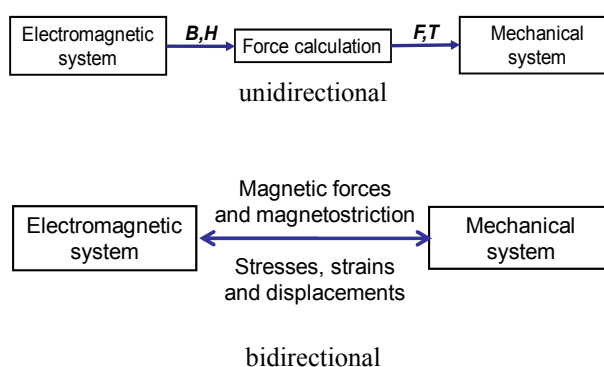 Electromagnetic
system
B,H
Force calculation
F,T
Mechanical
system
unidirectional
Magnetic forces
and magnetostriction
Electromagnetic
system
Mechanical
system
Stresses, strains
and displacements
bidirectional